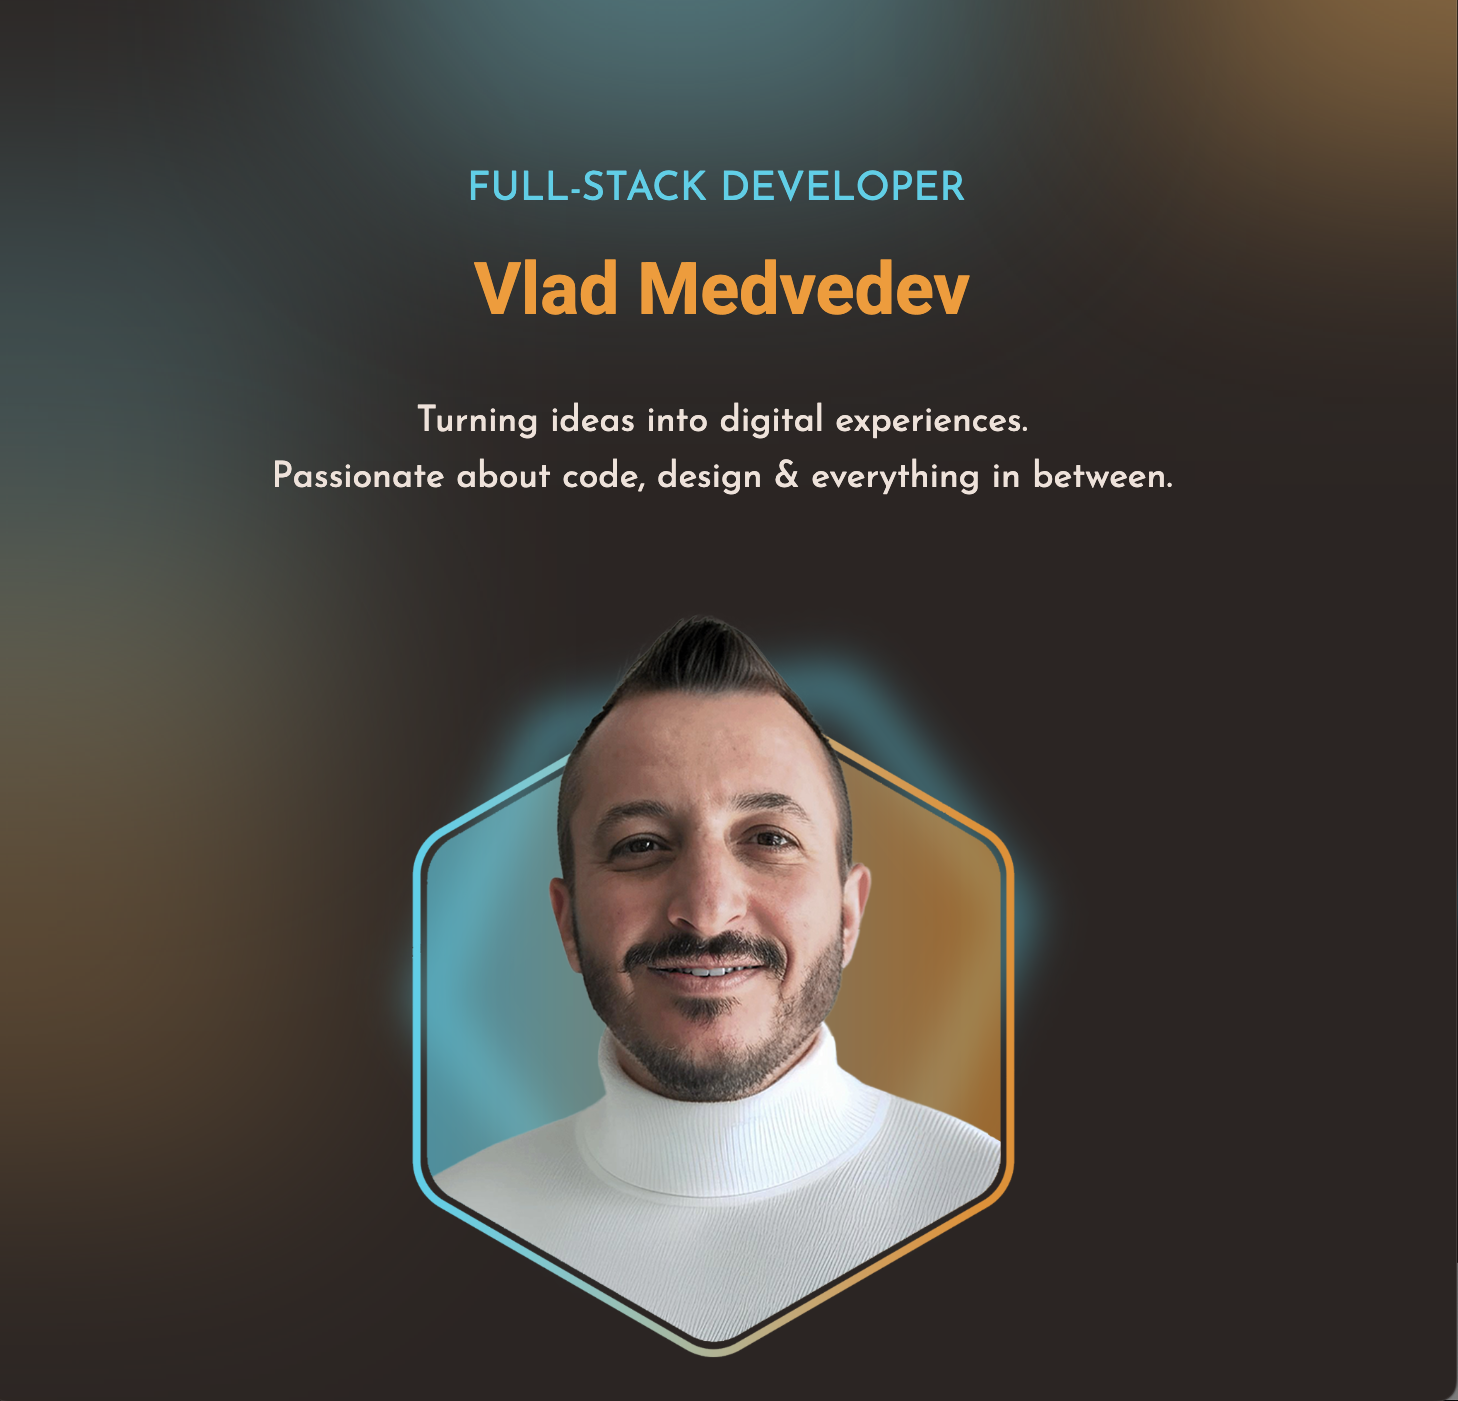 FULL-STACK DEVELOPER
Vlad Medvedev
Turning ideas into digital experiences.
Passionate about code, design & everything in between.